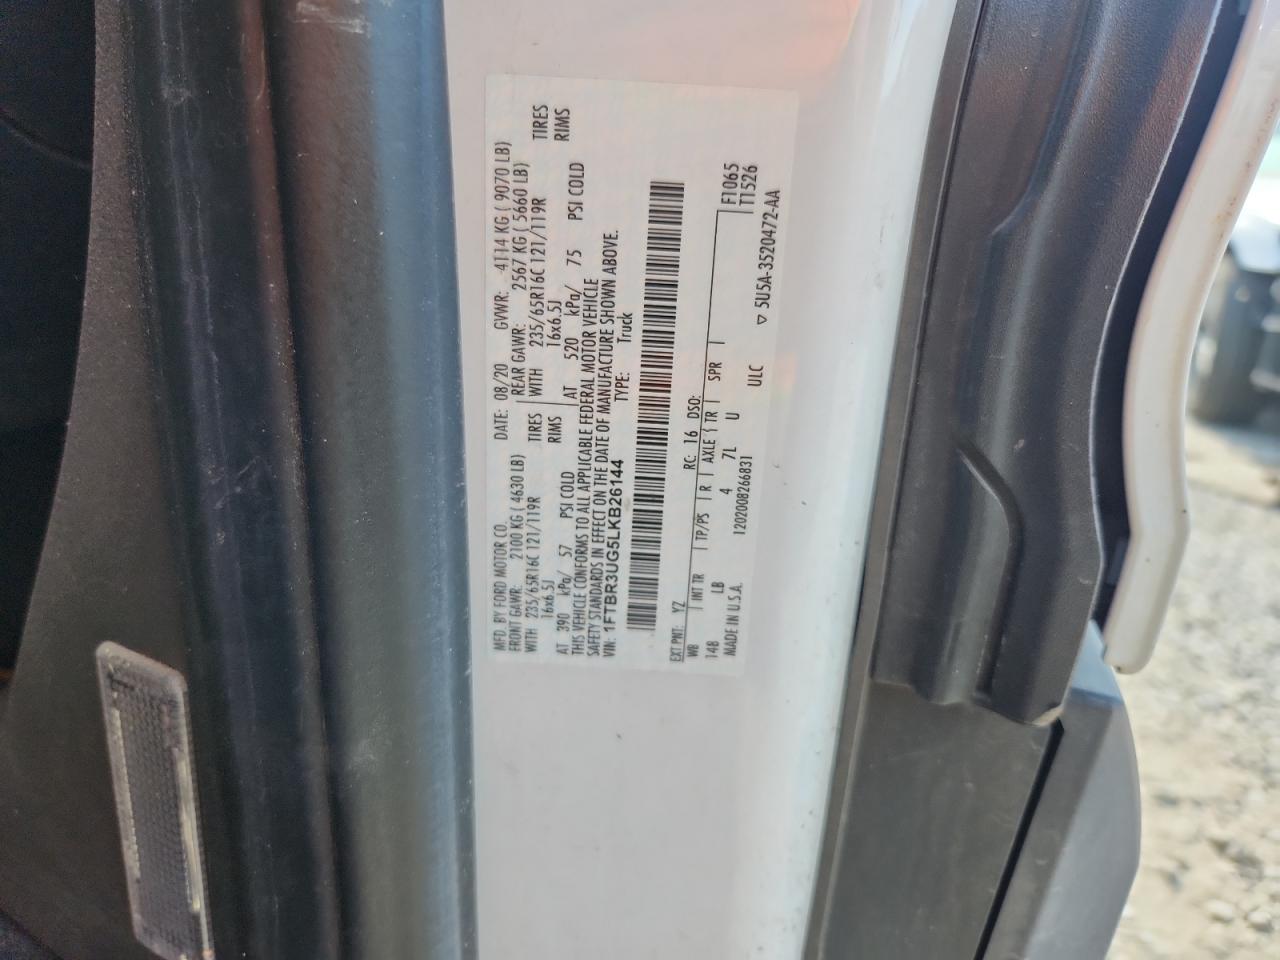 MFD. BY FORD MOTOR CO. DATE: 08/20 GVWR: 4114 KG ( 9070 LB)
FRONT GAWR: 2100 KG ( 4630 LB) REAR GAWR: 2567 KG ( 5660 LB)
WITH 235/65R16C 121/119R TIRES WITH 235/65R16C 121/119R TIRES
16x6.5J RIMS 16x6.5J RIMS
AT 390 kPa/ 57 PSI COLD AT 520 kPa/ 75 PSI COLD
THIS VEHICLE CONFORMS TO ALL APPLICABLE FEDERAL MOTOR VEHICLE
SAFETY STANDARDS IN EFFECT ON THE DATE OF MANUFACTURE SHOWN ABOVE.
VIN: 1FTBR3UG5LKB26144 TYPE: Truck
EXT PNT: YZ RC: 16 DSO:
WB INT TR TP/PS R AXLE TR SPR F1065
148 LB 4 7L U T1526
MADE IN U.S.A. 1202008266831 ULC ▽ 5U5A-3520472-AA